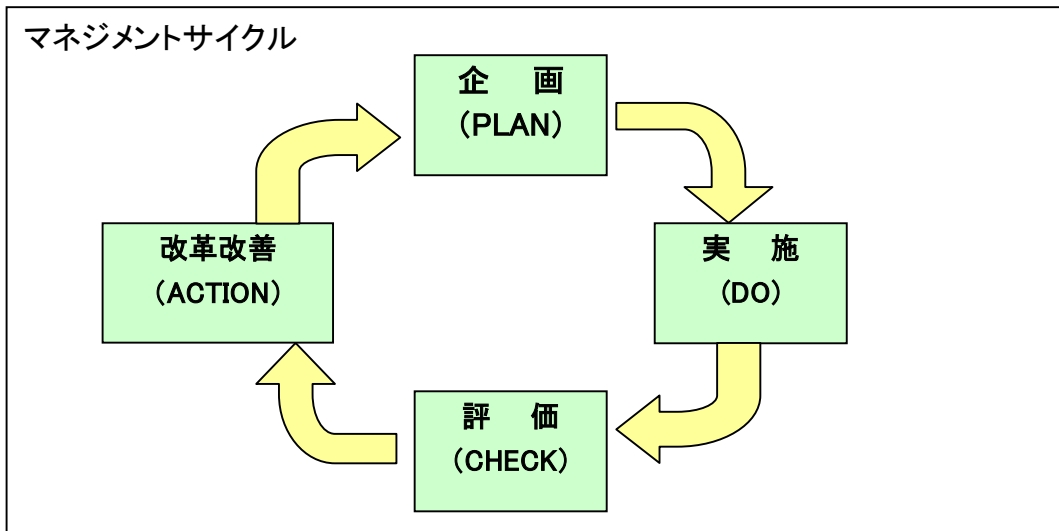 マネジメントサイクル
企　画
（PLAN）
実　施
（DO）
評　価
（CHECK）
改革改善
（ACTION）